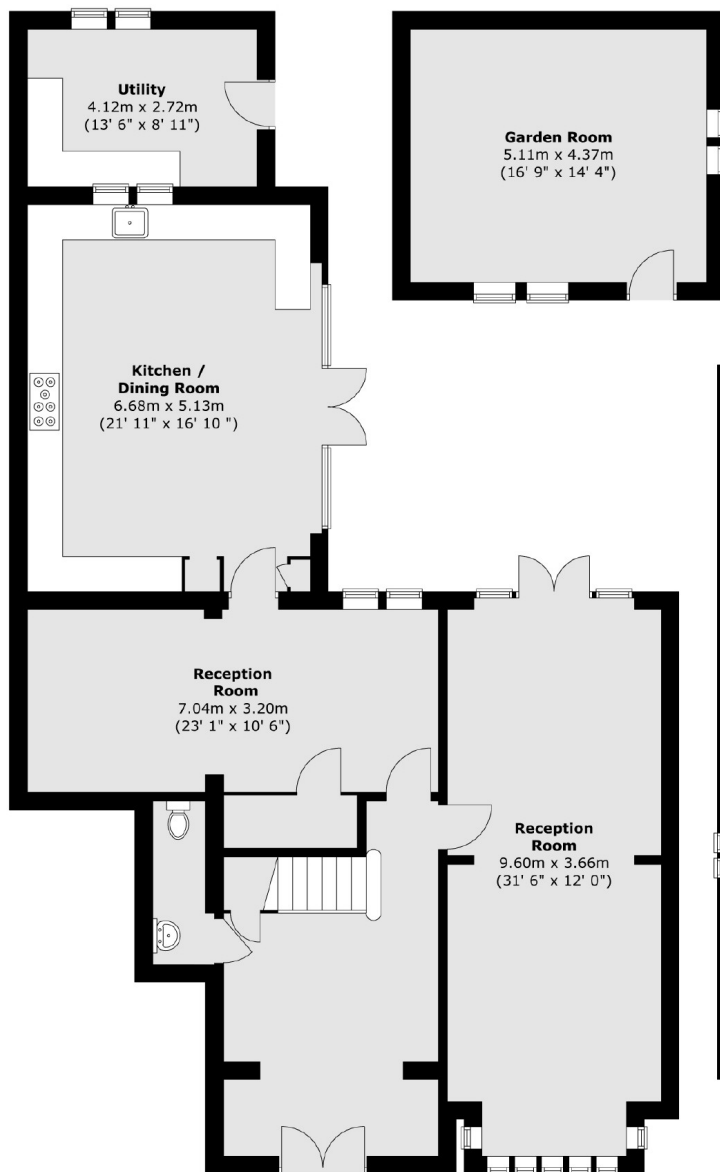 Utility
4.12m x 2.72m
(13' 6" x 8' 11")
Garden Room
5.11m x 4.37m
(16' 9" x 14' 4")
Kitchen /
Dining Room
6.68m x 5.13m
(21' 11" x 16' 10 ")
Reception
Room
7.04m x 3.20m
(23' 1" x 10' 6")
Reception
Room
9.60m x 3.66m
(31' 6" x 12' 0")